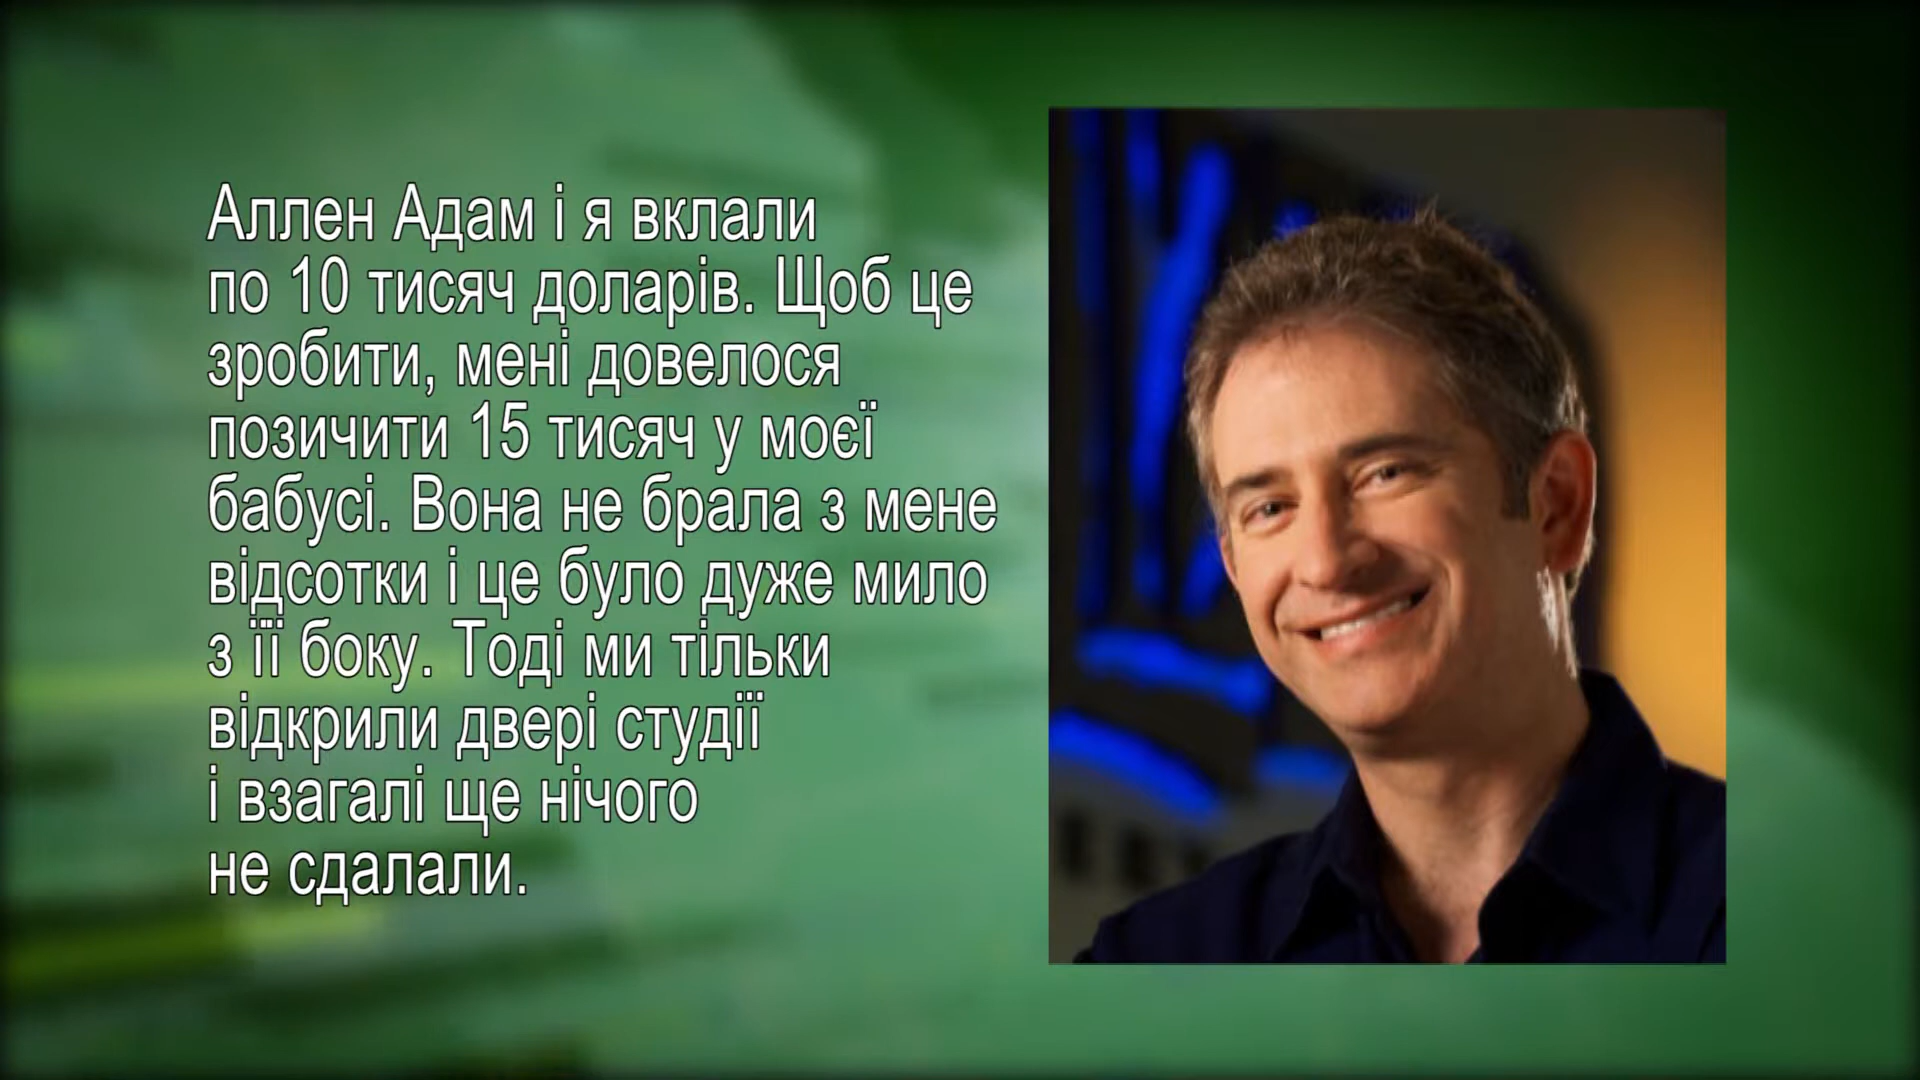 Аллен Адам і я вклали
по 10 тисяч доларів. Щоб це
зробити, мені довелося
позичити 15 тисяч у моєї
бабусі. Вона не брала з мене
відсотки і це було дуже мило
з її боку. Тоді ми тільки
відкрили двері студії
і взагалі ще нічого
не сдалали.